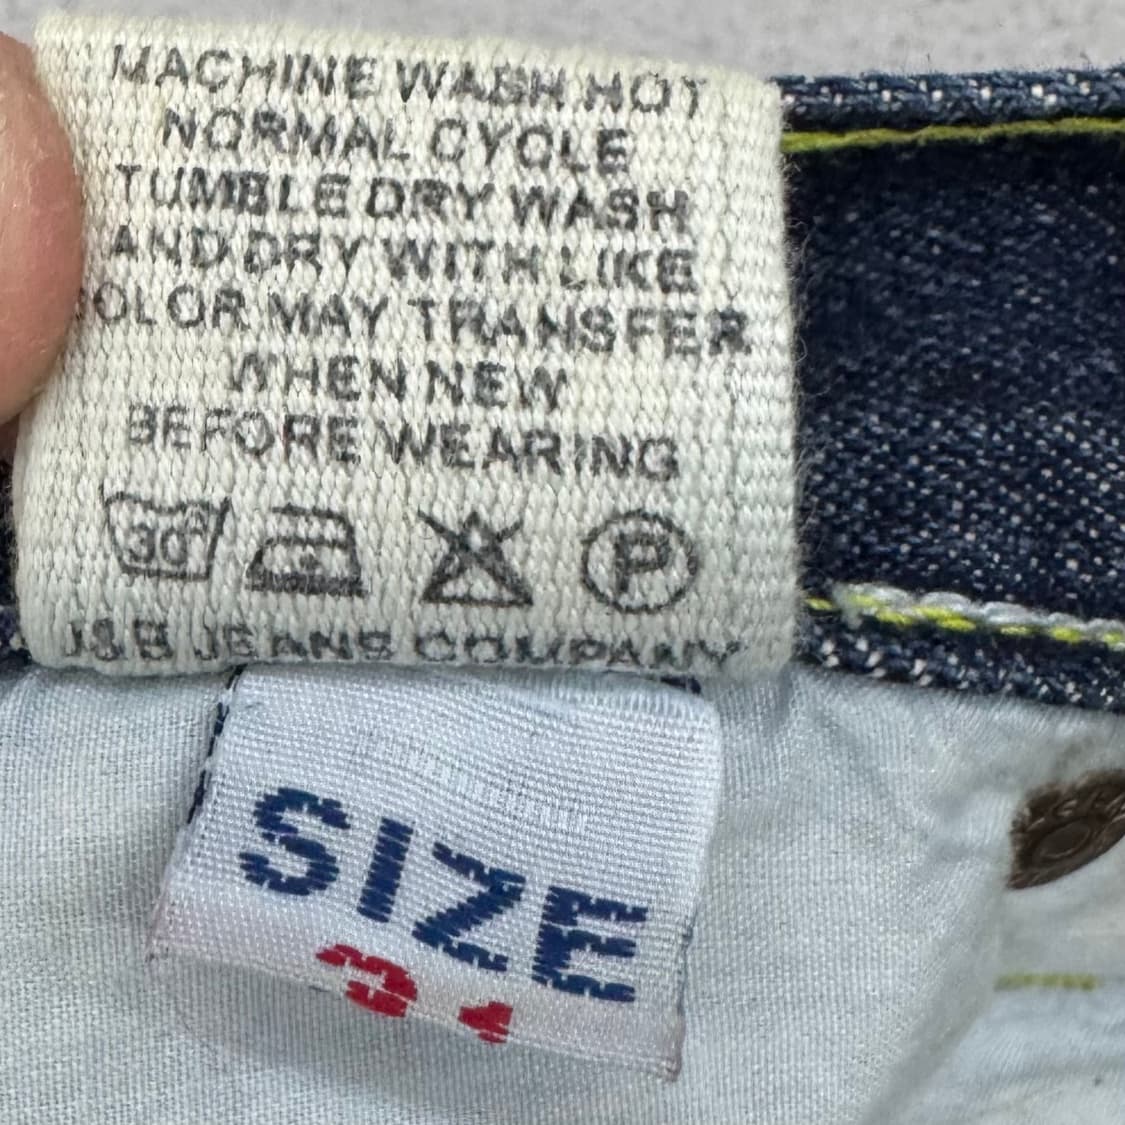 MACHINE WASH HOT
NORMAL CYCLE
TUMBLE DRY WASH
AND DRY WITH LIKE
COLOR MAY TRANSFER
WHEN NEW
BEFORE WEARING
30° P
J&B JEANS COMPANY
SIZE